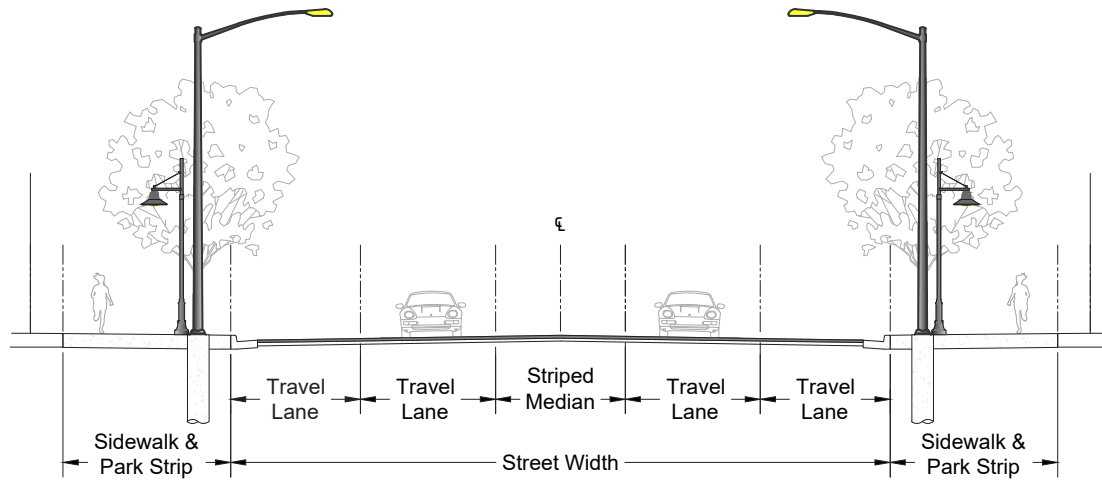 ℄
Travel
Lane
Travel
Lane
Striped
Median
Travel
Lane
Travel
Lane
Sidewalk &
Park Strip
Street Width
Sidewalk &
Park Strip